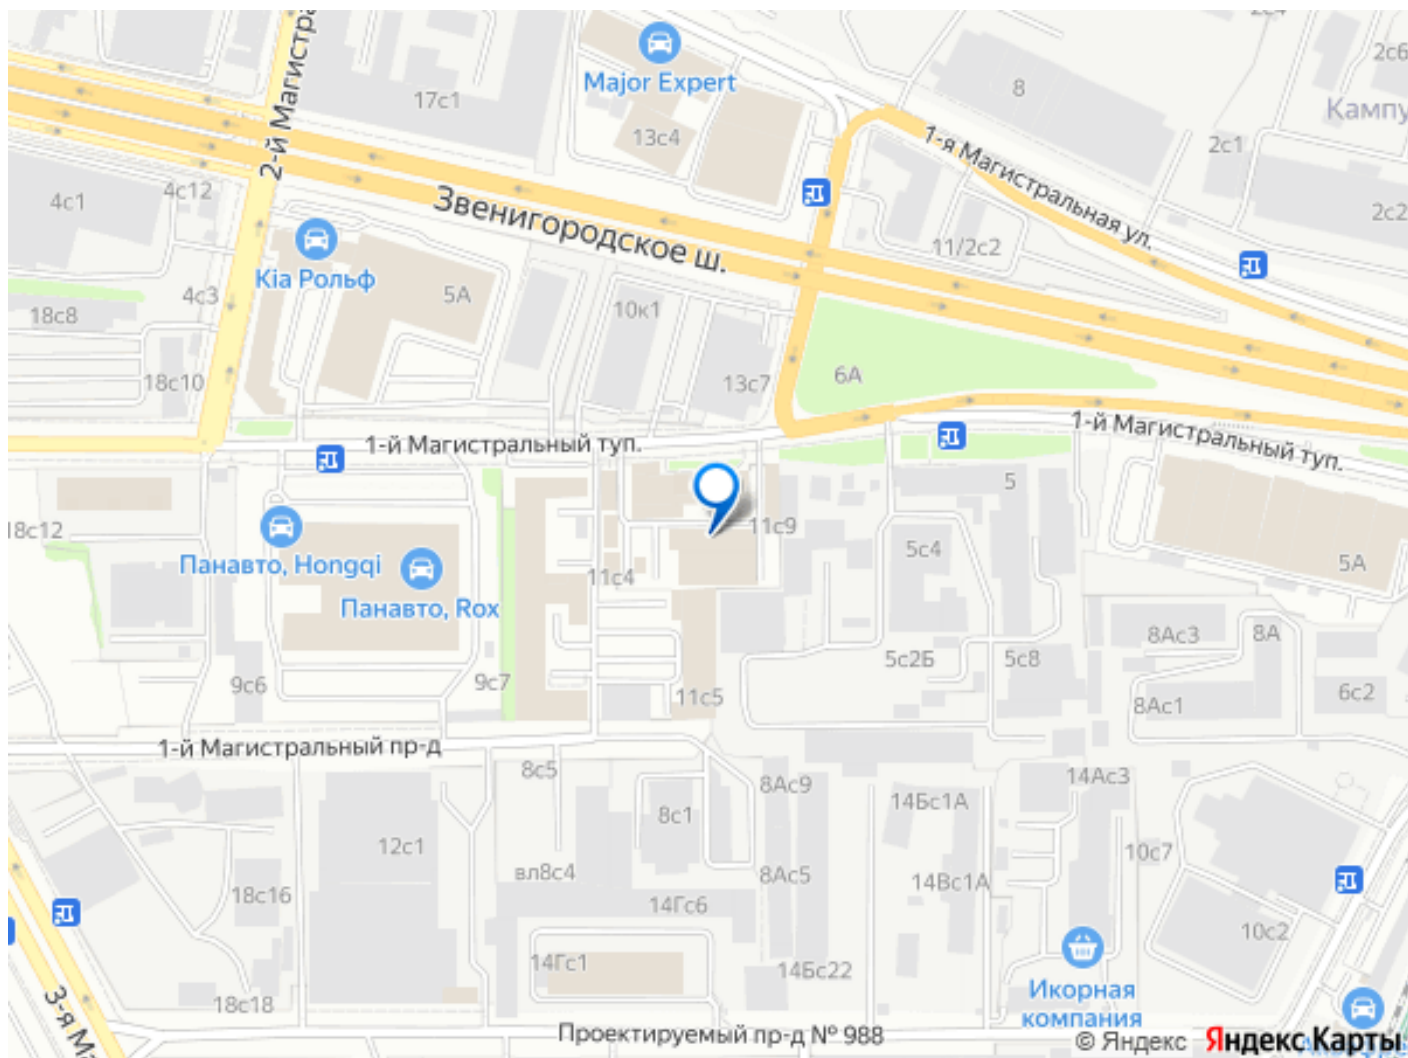 2с4
2с6
Major Expert
17с1
8
Кампу
13с4
2с1
1-я Магистральная ул.
2-й Магистра
4с1
4с12
Звенигородское ш.
2с2
11/2с2
Kia Рольф
4с3
5А
10к1
18с8
18с10
13с7
6А
1-й Магистральный туп.
1-й Магистральный туп.
5
18с12
11с9
5с4
5А
Панавто, Hongqi
11с4
Панавто, Rox
8Ас3
8А
5с2Б
5с8
9с6
9с7
11с5
6с2
8Ас1
1-й Магистральный пр-д
8с5
8Ас9
14Ас3
14Бс1А
8с1
12с1
10с7
вл8с4
8Ас5
14Вс1А
18с16
14Гс6
10с2
14Гс1
14Бс22
Икорная
компания
18с18
3-я Ма
Проектируемый пр-д № 988
© Яндекс Яндекс Карты